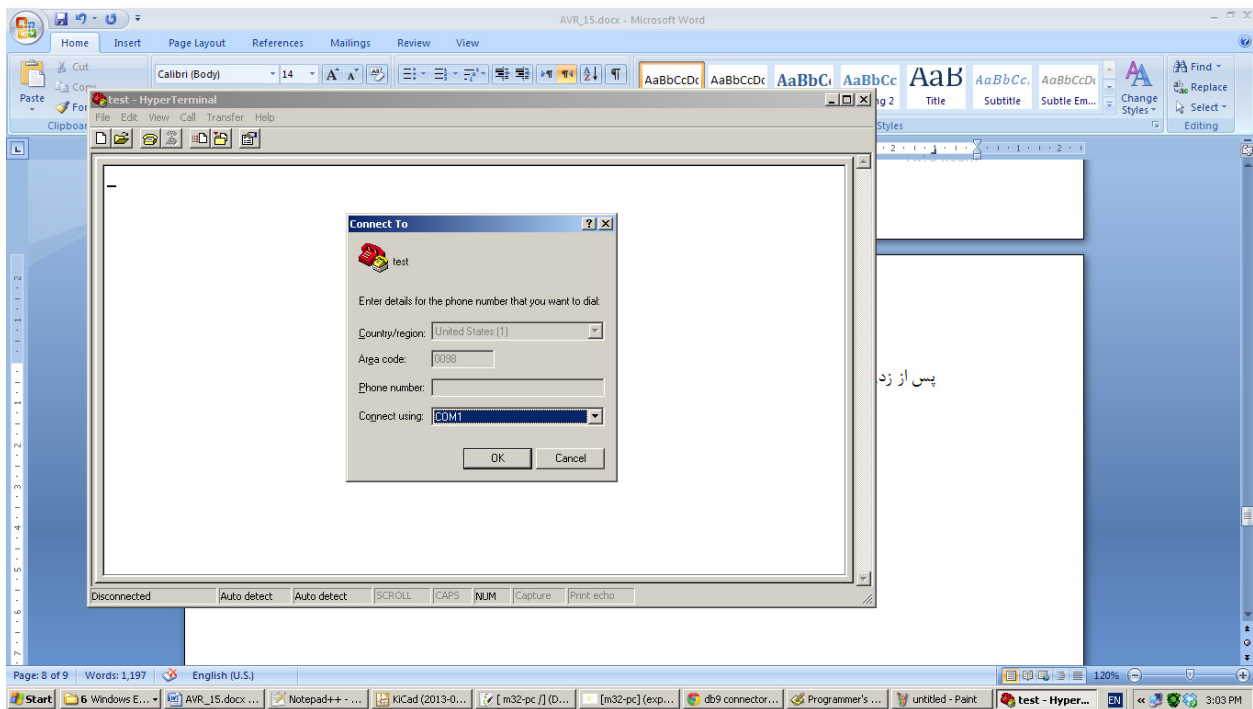 AVR_15.docx - Microsoft Word
Home Insert Page Layout References Mailings Review View
Cut
Paste
Calibri (Body) 14
AaBbCcDc AaBbCcDc AaBbC AaBbCc AaB AaBbCc. AaBbCcDc
Title Subtitle Subtle Em...
Change Styles
Find
Replace
Select
Styles
Editing
test - HyperTerminal
File Edit View Call Transfer Help
Connect To
test
Enter details for the phone number that you want to dial:
Country/region: United States (1)
Area code: 0098
Phone number:
Connect using: COM1
OK Cancel
پس از زد
Disconnected Auto detect Auto detect SCROLL CAPS NUM Capture Print echo
Page: 8 of 9 Words: 1,197 English (U.S.) 120%
Start 6 Windows E... AVR_15.docx ... Notepad++ - ... KiCad (2013-0... [ m32-pc /] (D... [m32-pc] (exp... db9 connector... Programmer's ... untitled - Paint test - Hyper... EN 3:03 PM